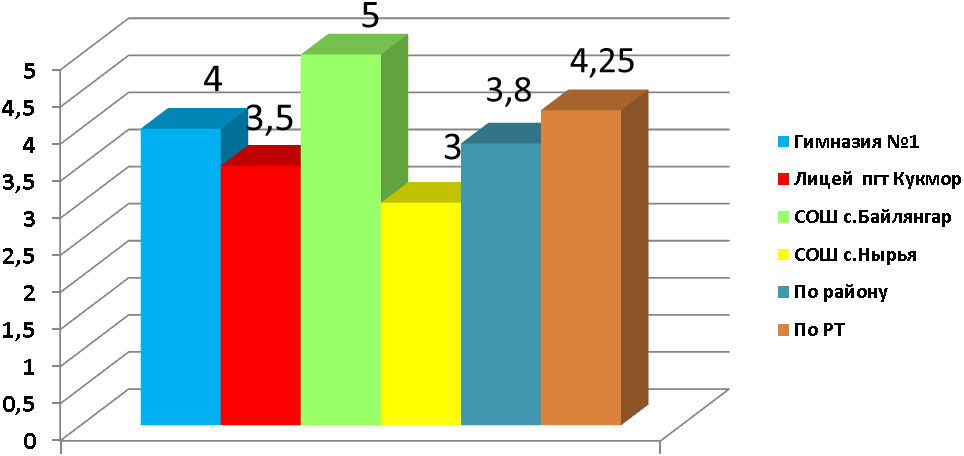 5
4,5
4
3,5
3
2,5
2
1,5
1
0,5
0
4
3,5
5
3
3,8
4,25
Гимназия №1
Лицей пгт Кукмор
СОШ с.Байлянгар
СОШ с.Нырья
По району
По РТ